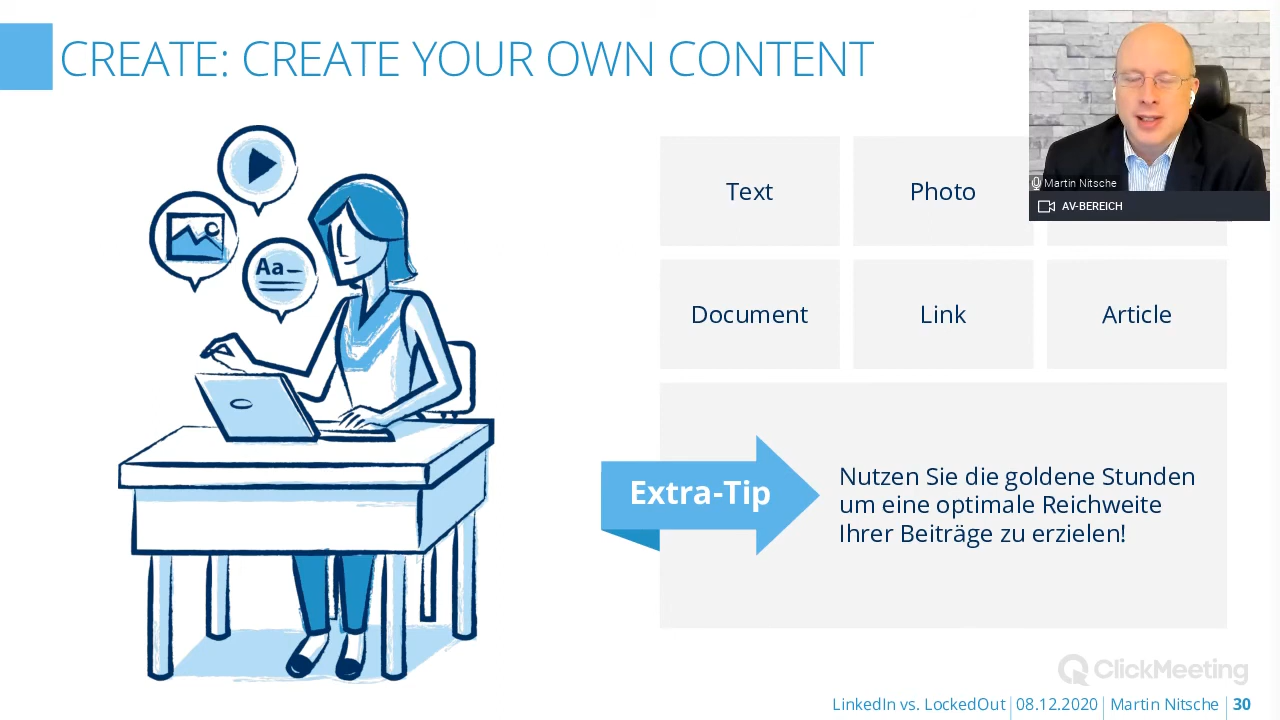 CREATE: CREATE YOUR OWN CONTENT
Martin Nitsche
AV-BEREICH
Aa
Text
Photo
Document
Link
Article
Extra-Tip
Nutzen Sie die goldene Stunden
um eine optimale Reichweite
Ihrer Beiträge zu erzielen!
ClickMeeting
LinkedIn vs. LockedOut | 08.12.2020 | Martin Nitsche | 30